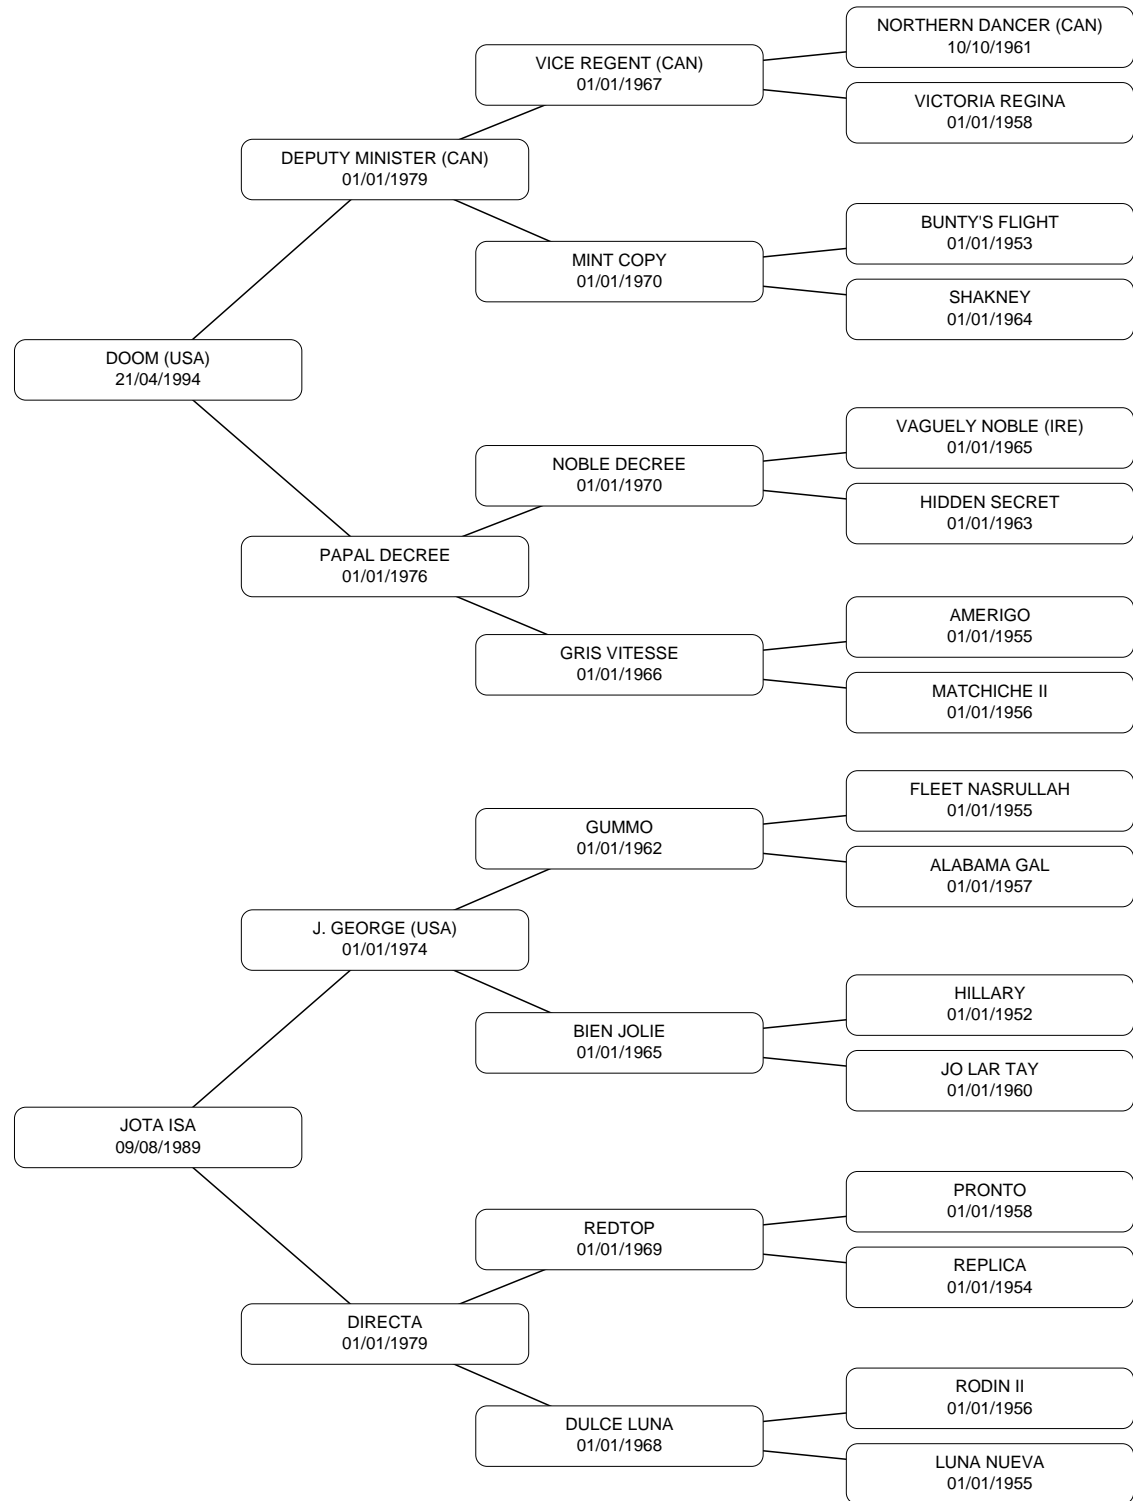 NORTHERN DANCER (CAN)
10/10/1961
VICE REGENT (CAN)
01/01/1967
VICTORIA REGINA
01/01/1958
DEPUTY MINISTER (CAN)
01/01/1979
BUNTY'S FLIGHT
01/01/1953
MINT COPY
01/01/1970
SHAKNEY
01/01/1964
DOOM (USA)
21/04/1994
VAGUELY NOBLE (IRE)
01/01/1965
NOBLE DECREE
01/01/1970
HIDDEN SECRET
01/01/1963
PAPAL DECREE
01/01/1976
AMERIGO
01/01/1955
GRIS VITESSE
01/01/1966
MATCHICHE II
01/01/1956
FLEET NASRULLAH
01/01/1955
GUMMO
01/01/1962
ALABAMA GAL
01/01/1957
J. GEORGE (USA)
01/01/1974
HILLARY
01/01/1952
BIEN JOLIE
01/01/1965
JO LAR TAY
01/01/1960
JOTA ISA
09/08/1989
PRONTO
01/01/1958
REDTOP
01/01/1969
REPLICA
01/01/1954
DIRECTA
01/01/1979
RODIN II
01/01/1956
DULCE LUNA
01/01/1968
LUNA NUEVA
01/01/1955